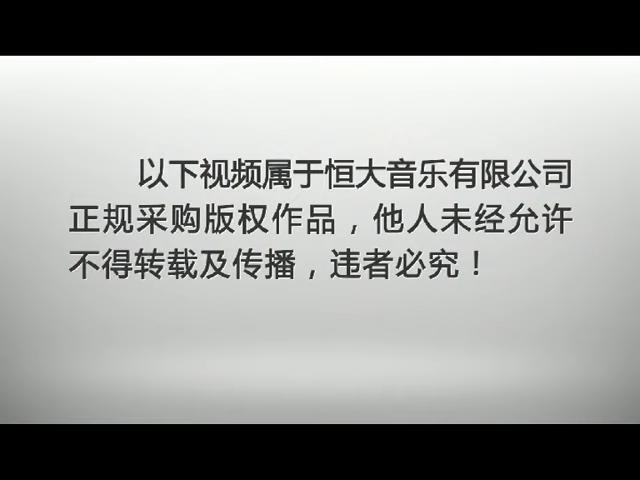 以下视频属于恒大音乐有限公司
正规采购版权作品，他人未经允许
不得转载及传播，违者必究！